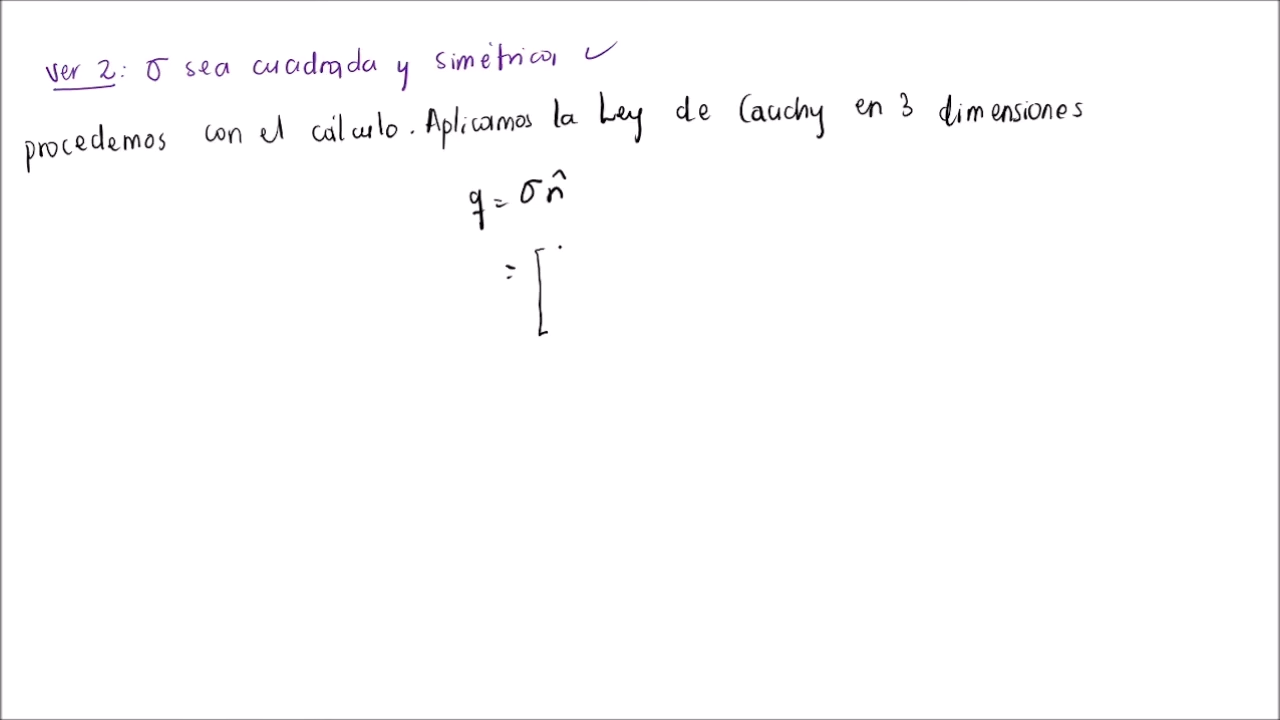 ver 2: σ sea cuadrada y simétrica ✓
procedemos con el cálculo. Aplicamos la Ley de Cauchy en 3 dimensiones
q = σn̂
= [